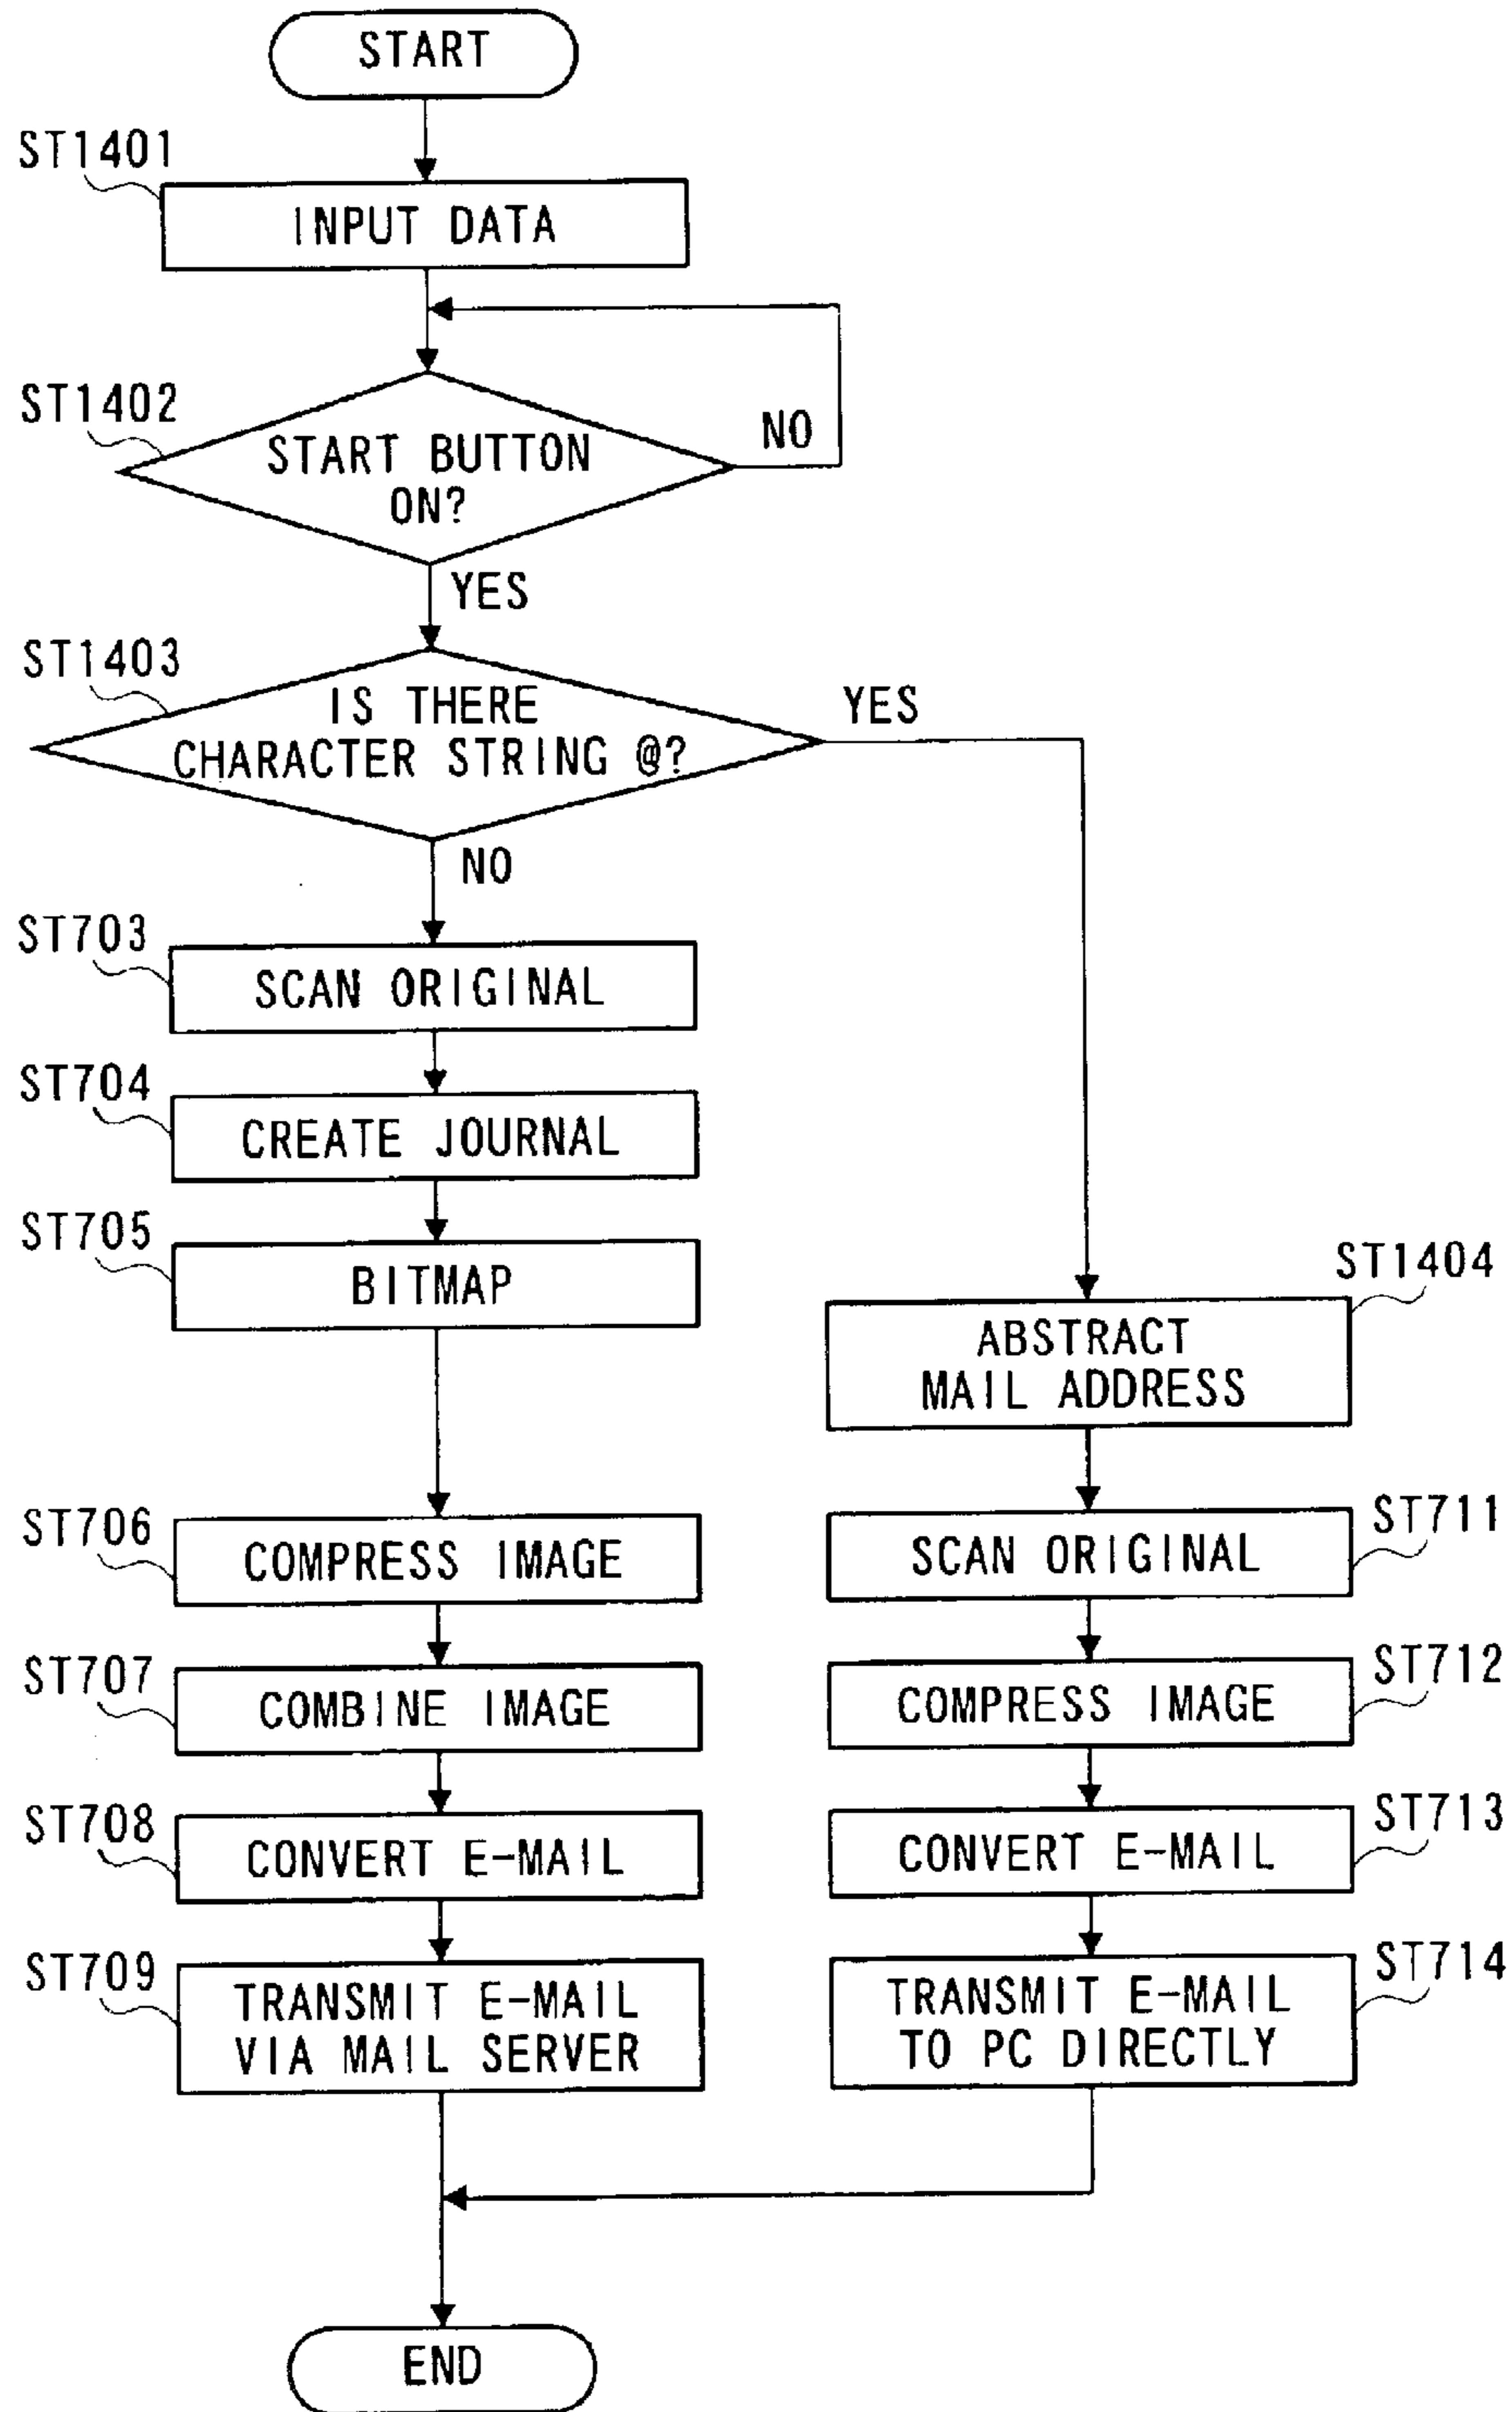 START
ST1401
INPUT DATA
ST1402
START BUTTON
ON?
NO
YES
ST1403
IS THERE
CHARACTER STRING @?
YES
NO
ST703
SCAN ORIGINAL
ST704
CREATE JOURNAL
ST705
BITMAP
ST1404
ABSTRACT
MAIL ADDRESS
ST706
COMPRESS IMAGE
ST711
SCAN ORIGINAL
ST707
COMBINE IMAGE
ST712
COMPRESS IMAGE
ST708
CONVERT E-MAIL
ST713
CONVERT E-MAIL
ST709
TRANSMIT E-MAIL
VIA MAIL SERVER
ST714
TRANSMIT E-MAIL
TO PC DIRECTLY
END